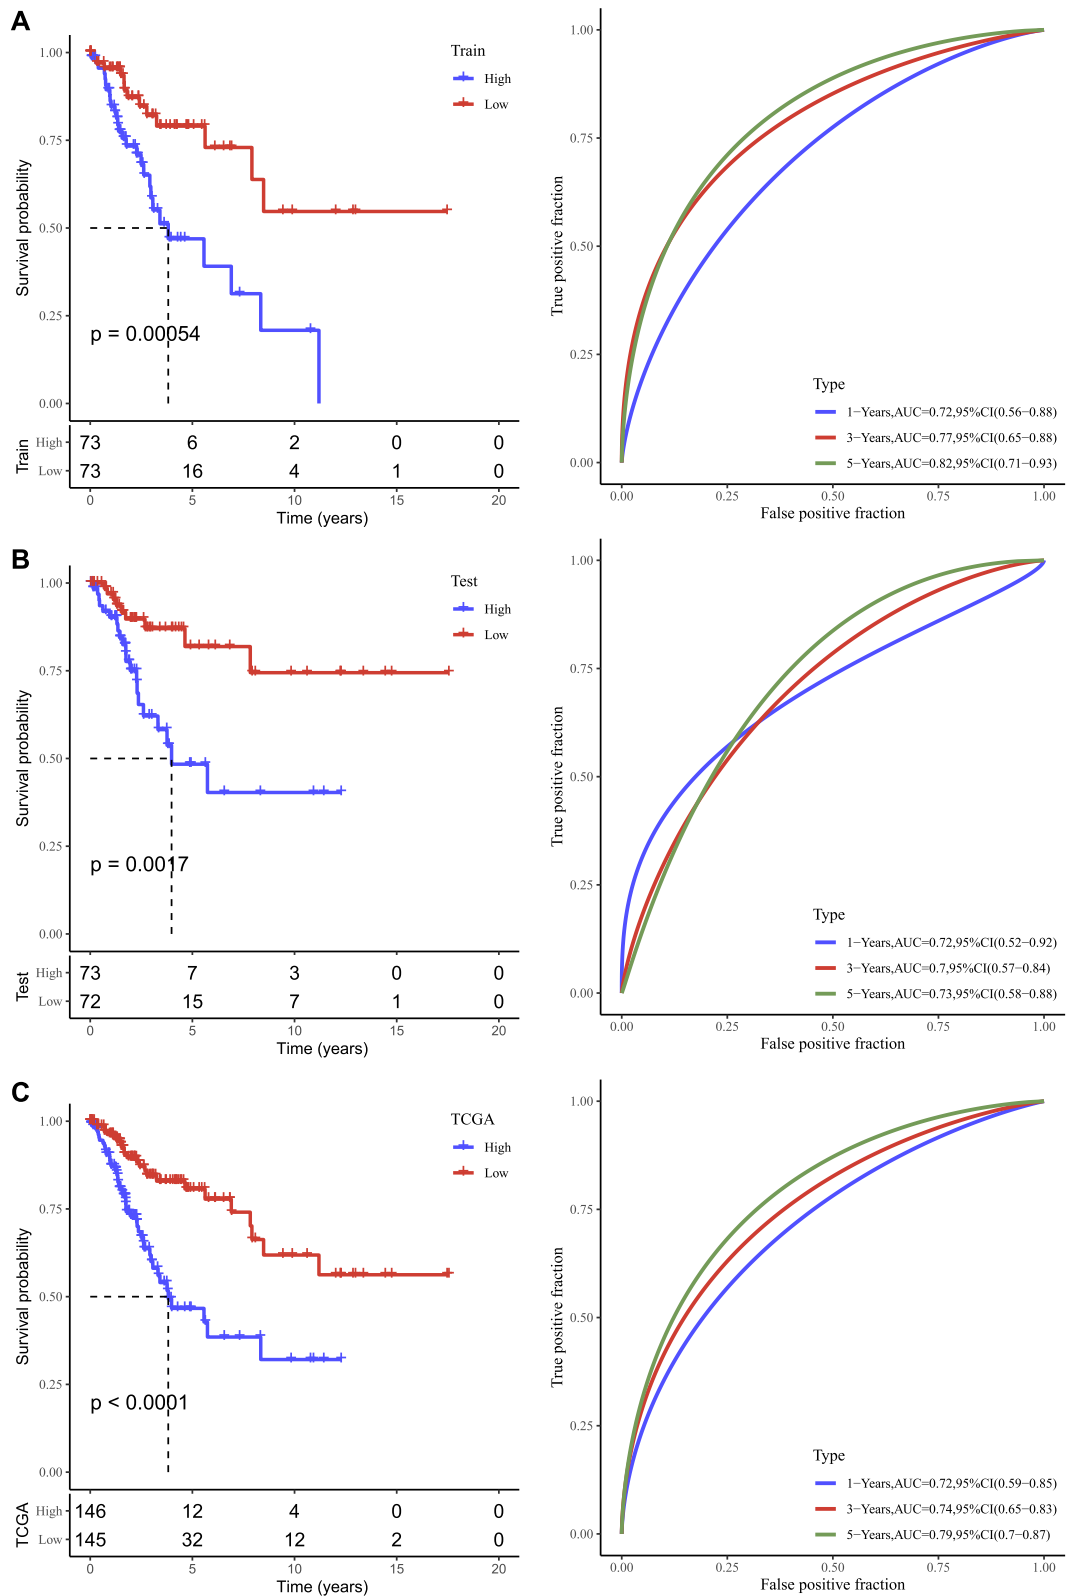 A
Train
High
Low
1.00
0.75
0.50
0.25
0.00
Survival probability
p = 0.00054
Train
High 73 6 2 0 0
Low 73 16 4 1 0
0 5 10 15 20
Time (years)
1.00
0.75
0.50
0.25
0.00
True positive fraction
Type
1−Years,AUC=0.72,95%CI(0.56−0.88)
3−Years,AUC=0.77,95%CI(0.65−0.88)
5−Years,AUC=0.82,95%CI(0.71−0.93)
0.00 0.25 0.50 0.75 1.00
False positive fraction
B
Test
High
Low
1.00
0.75
0.50
0.25
0.00
Survival probability
p = 0.0017
Test
High 73 7 3 0 0
Low 72 15 7 1 0
0 5 10 15 20
Time (years)
1.00
0.75
0.50
0.25
0.00
True positive fraction
Type
1−Years,AUC=0.72,95%CI(0.52−0.92)
3−Years,AUC=0.7,95%CI(0.57−0.84)
5−Years,AUC=0.73,95%CI(0.58−0.88)
0.00 0.25 0.50 0.75 1.00
False positive fraction
C
TCGA
High
Low
1.00
0.75
0.50
0.25
0.00
Survival probability
p < 0.0001
TCGA
High 146 12 4 0 0
Low 145 32 12 2 0
0 5 10 15 20
Time (years)
1.00
0.75
0.50
0.25
0.00
True positive fraction
Type
1−Years,AUC=0.72,95%CI(0.59−0.85)
3−Years,AUC=0.74,95%CI(0.65−0.83)
5−Years,AUC=0.79,95%CI(0.7−0.87)
0.00 0.25 0.50 0.75 1.00
False positive fraction